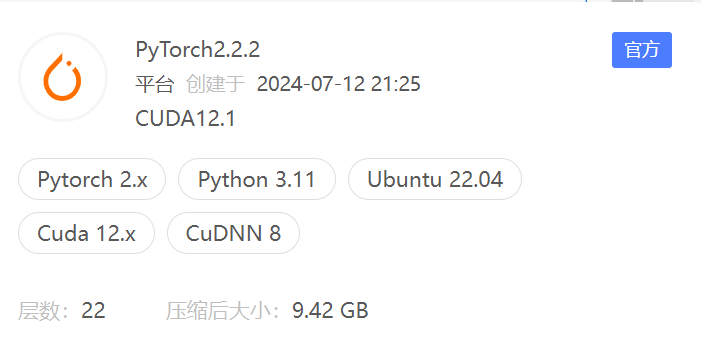 PyTorch2.2.2
官方
平台 创建于 2024-07-12 21:25
CUDA12.1
Pytorch 2.x Python 3.11 Ubuntu 22.04
Cuda 12.x CuDNN 8
层数：22 压缩后大小：9.42 GB